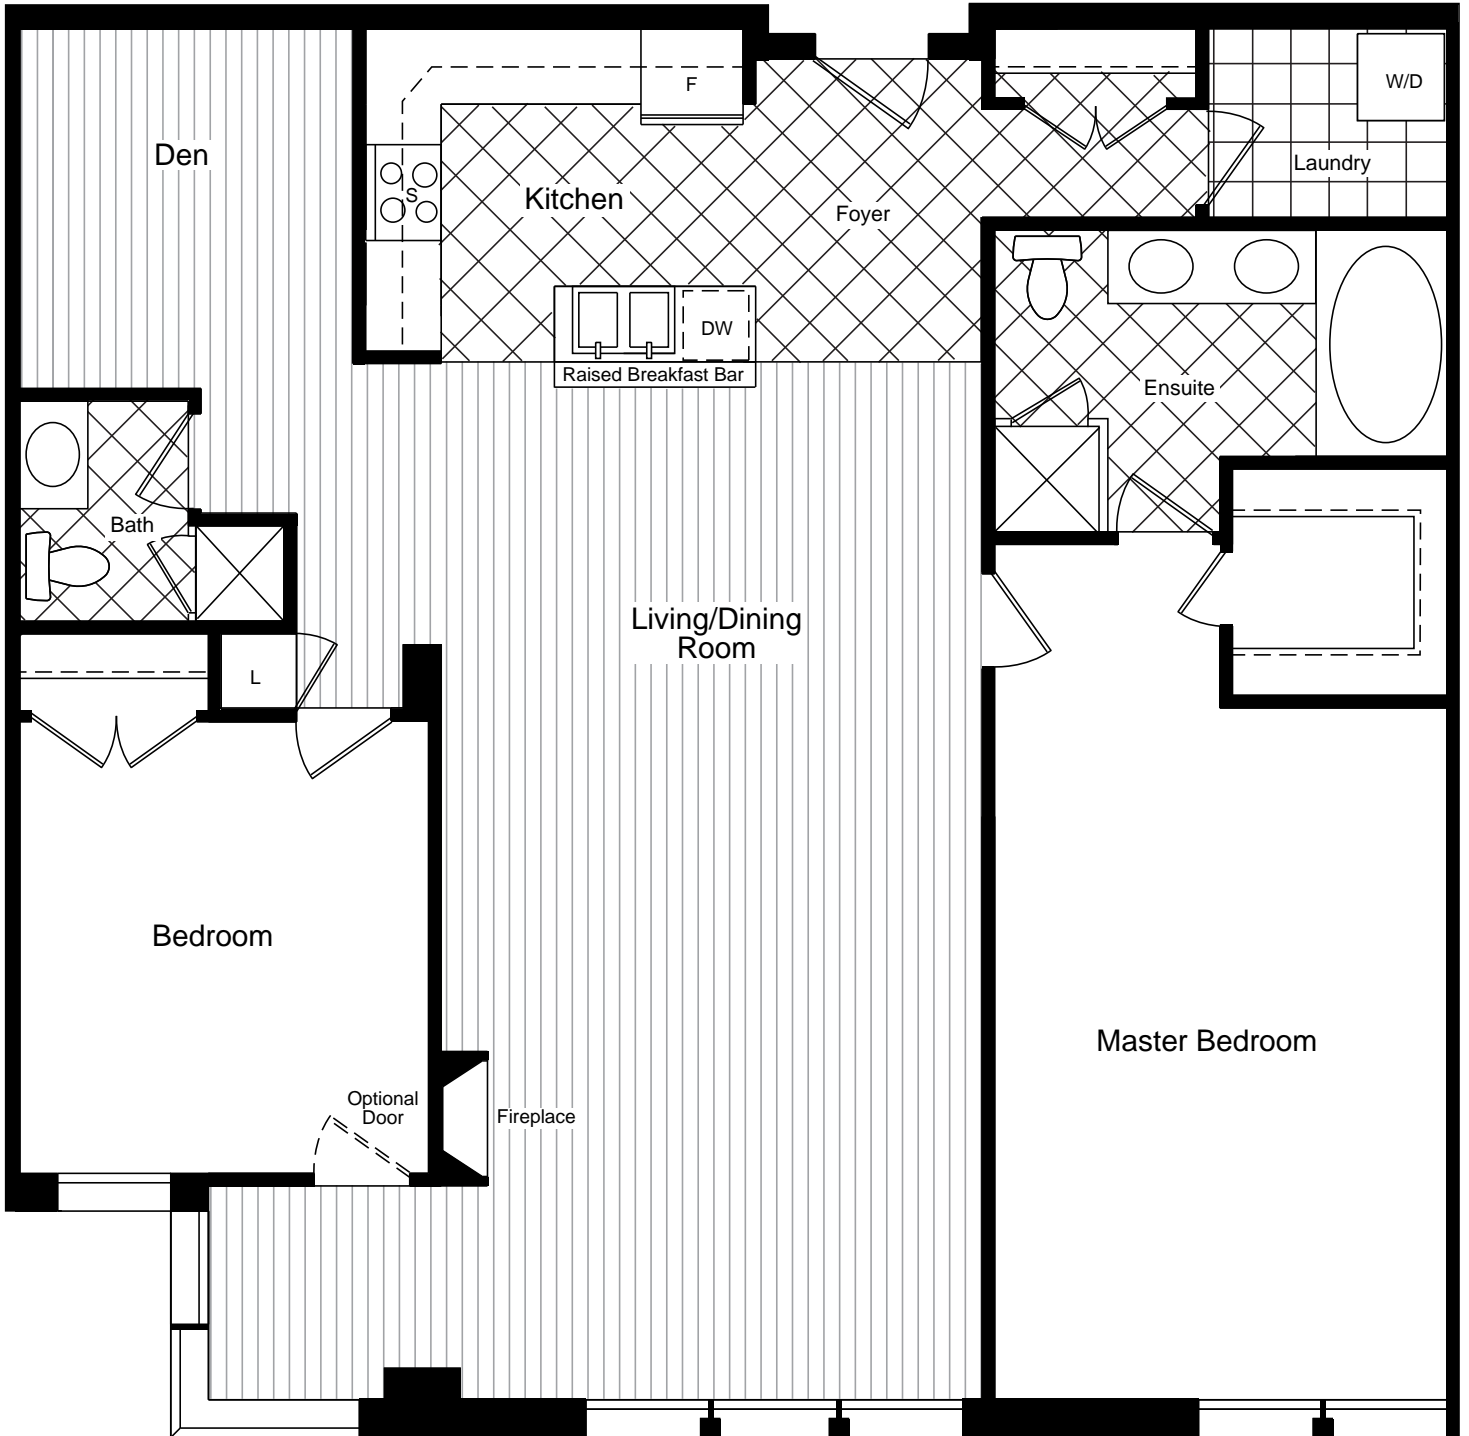 F
W/D
Den
Laundry
S
Kitchen
Foyer
DW
Raised Breakfast Bar
Ensuite
Bath
Living/Dining
Room
L
Bedroom
Master Bedroom
Optional
Door
Fireplace